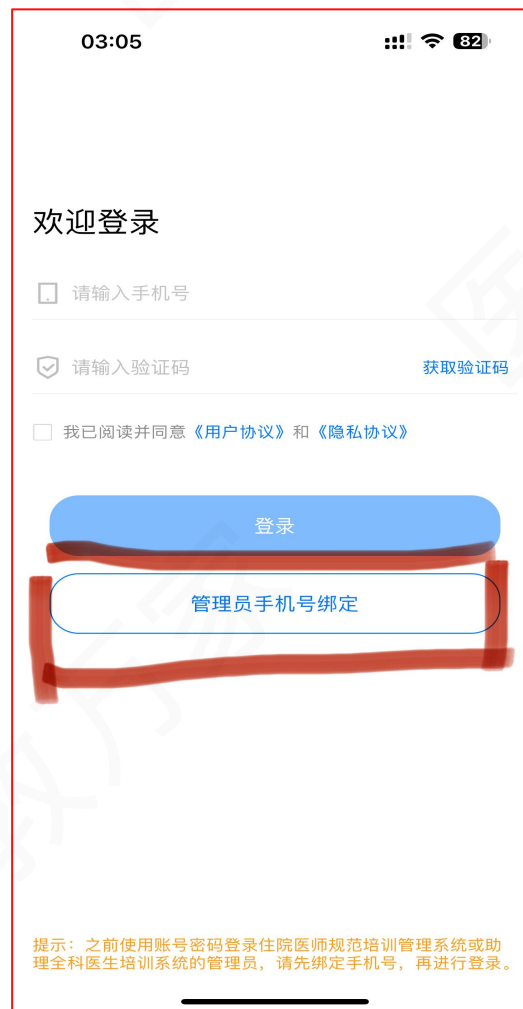 03:05
82
欢迎登录
请输入手机号
请输入验证码 获取验证码
我已阅读并同意《用户协议》和《隐私协议》
登录
管理员手机号绑定
提示：之前使用账号密码登录住院医师规范培训管理系统或助
理全科医生培训系统的管理员，请先绑定手机号，再进行登录。